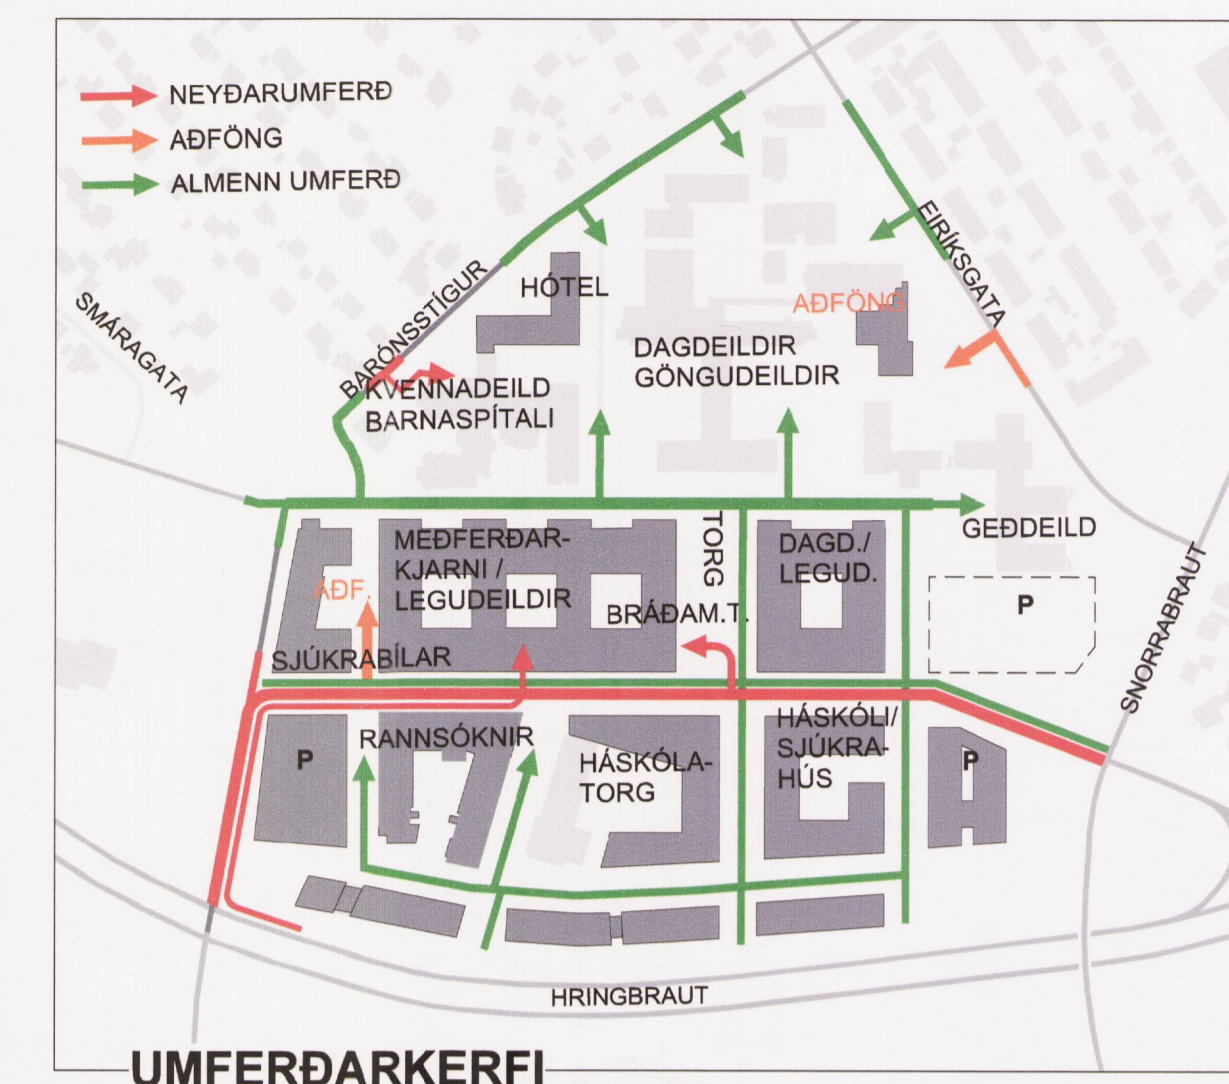 NEYÐARUMFERÐ
AÐFÖNG
ALMENN UMFERÐ
EIRÍKSGATA
BARÓNSSTÍGUR
HÓTEL
SMÁRAGATA
AÐFÖNG
DAGDEILDIR
GÖNGUDEILDIR
KVENNADEILD
BARNASPÍTALI
GEÐDEILD
MEÐFERÐAR-
KJARNI /
LEGUDEILDIR
TORG
DAGD./
LEGUD.
AÐF.
BRÁÐAM.T.
P
SNORRABRAUT
SJÚKRABÍLAR
P
RANNSÓKNIR
HÁSKÓLA-
TORG
HÁSKÓLI/
SJÚKRA-
HÚS
P
HRINGBRAUT
UMFERÐARKERFI